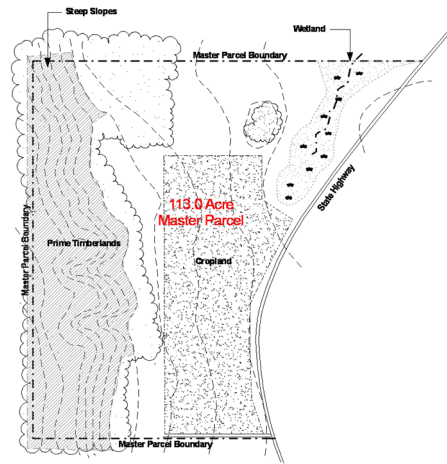 Steep Slopes
Wetland
Master Parcel Boundary
State Highway
113.0 Acre
Master Parcel
Master Parcel Boundary
Prime Timberlands
Cropland
Master Parcel Boundary